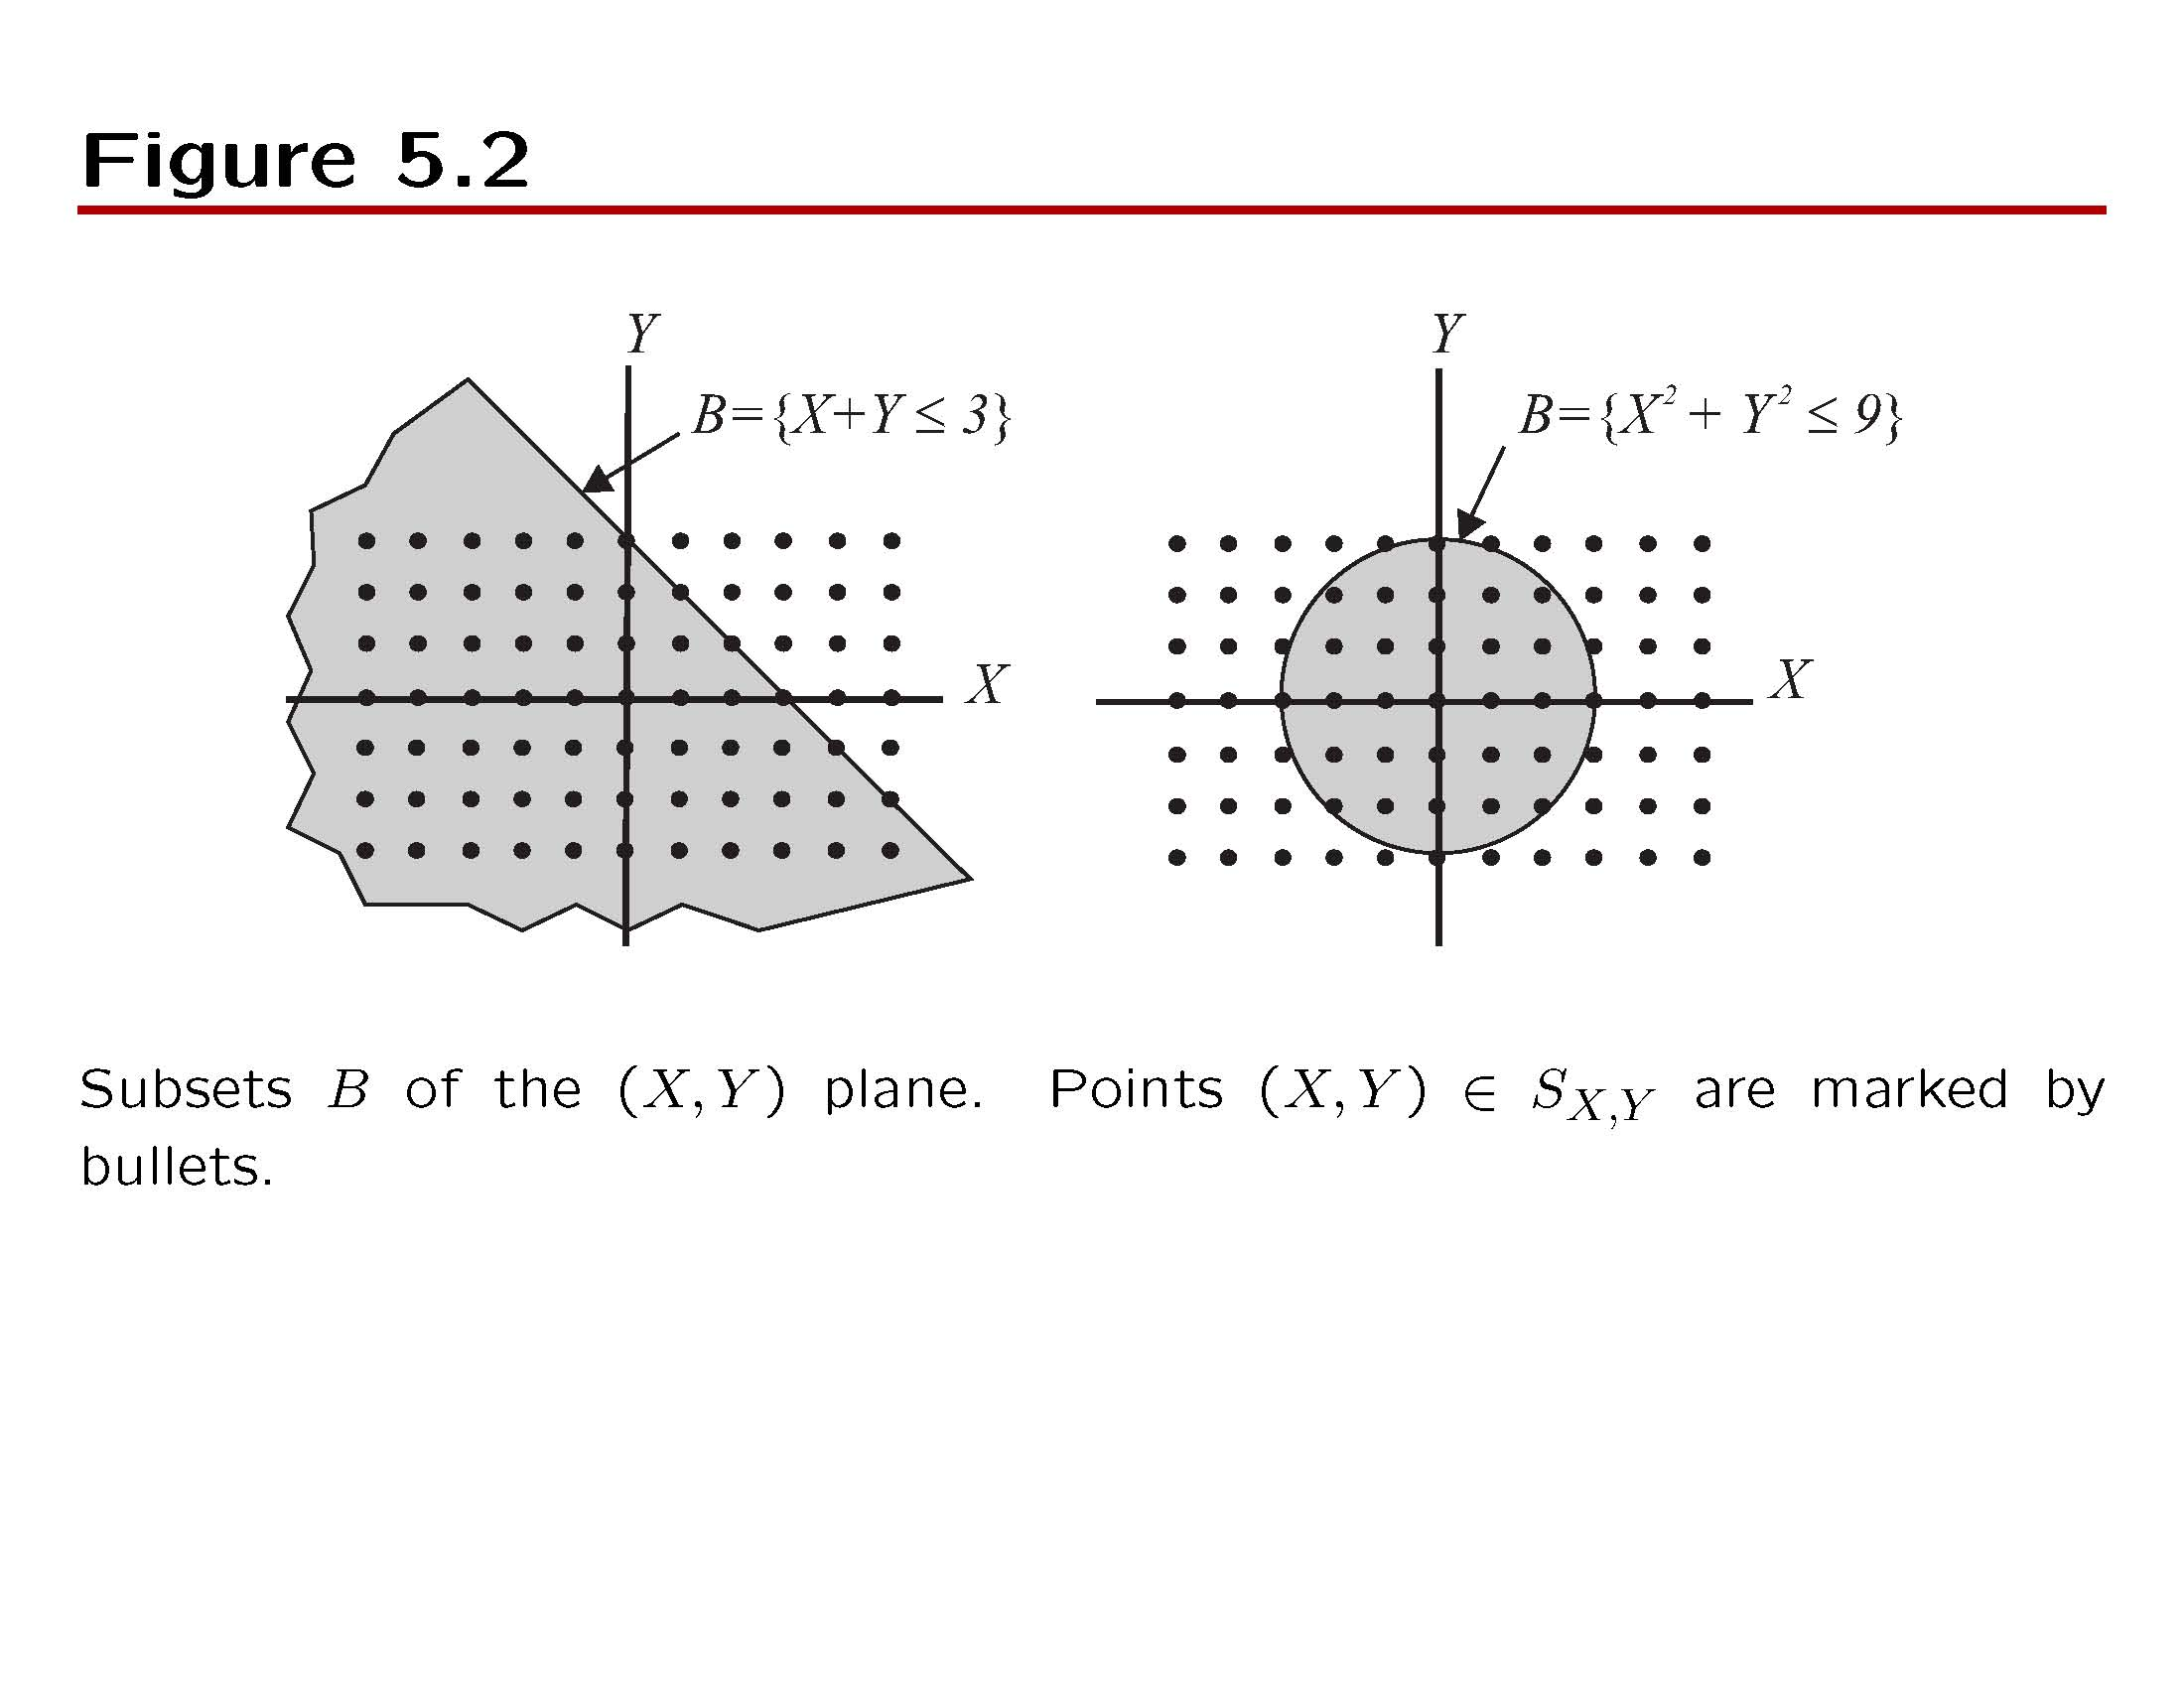 Figure 5.2
Y
B={X+Y ≤ 3}
X
Y
B={X² + Y² ≤ 9}
X
Subsets B of the (X, Y) plane. Points (X, Y) ∈ S_{X,Y} are marked by
bullets.